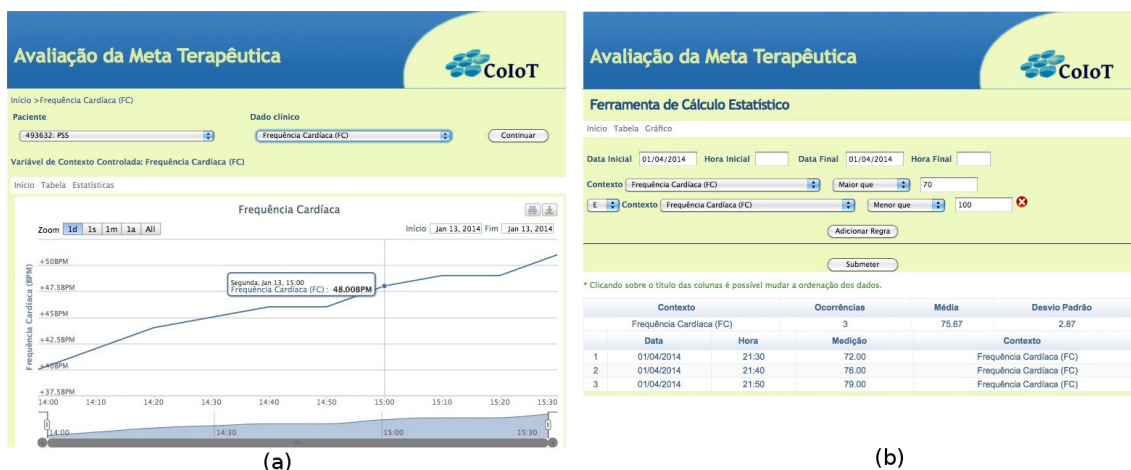 Avaliação da Meta Terapêutica
CoIoT
Início >Frequência Cardíaca (FC)
Paciente
Dado clínico
493632: PSS
Frequência Cardíaca (FC)
Continuar
Variável de Contexto Controlada: Frequência Cardíaca (FC)
Início Tabela Estatísticas
Frequência Cardíaca
Zoom 1d 1s 1m 1a All
Início Jan 13, 2014 Fim Jan 13, 2014
Frequência Cardíaca (BPM)
+50BPM
+47.5BPM
+45BPM
+42.5BPM
+40BPM
+37.5BPM
Segunda, Jan 13, 15:00
Frequência Cardíaca (FC) : 48.00BPM
14:00 14:10 14:20 14:30 14:40 14:50 15:00 15:10 15:20 15:30
14:00 14:30 15:00 15:30
(a)
Avaliação da Meta Terapêutica
CoIoT
Ferramenta de Cálculo Estatístico
Início Tabela Gráfico
Data Inicial 01/04/2014 Hora Inicial Data Final 01/04/2014 Hora Final
Contexto Frequência Cardíaca (FC) Maior que 70
E Contexto Frequência Cardíaca (FC) Menor que 100
Adicionar Regra
Submeter
* Clicando sobre o título das colunas é possível mudar a ordenação dos dados.
Contexto Ocorrências Média Desvio Padrão
Frequência Cardíaca (FC) 3 75.67 2.87
Data Hora Medição Contexto
1 01/04/2014 21:30 72.00 Frequência Cardíaca (FC)
2 01/04/2014 21:40 76.00 Frequência Cardíaca (FC)
3 01/04/2014 21:50 79.00 Frequência Cardíaca (FC)
(b)